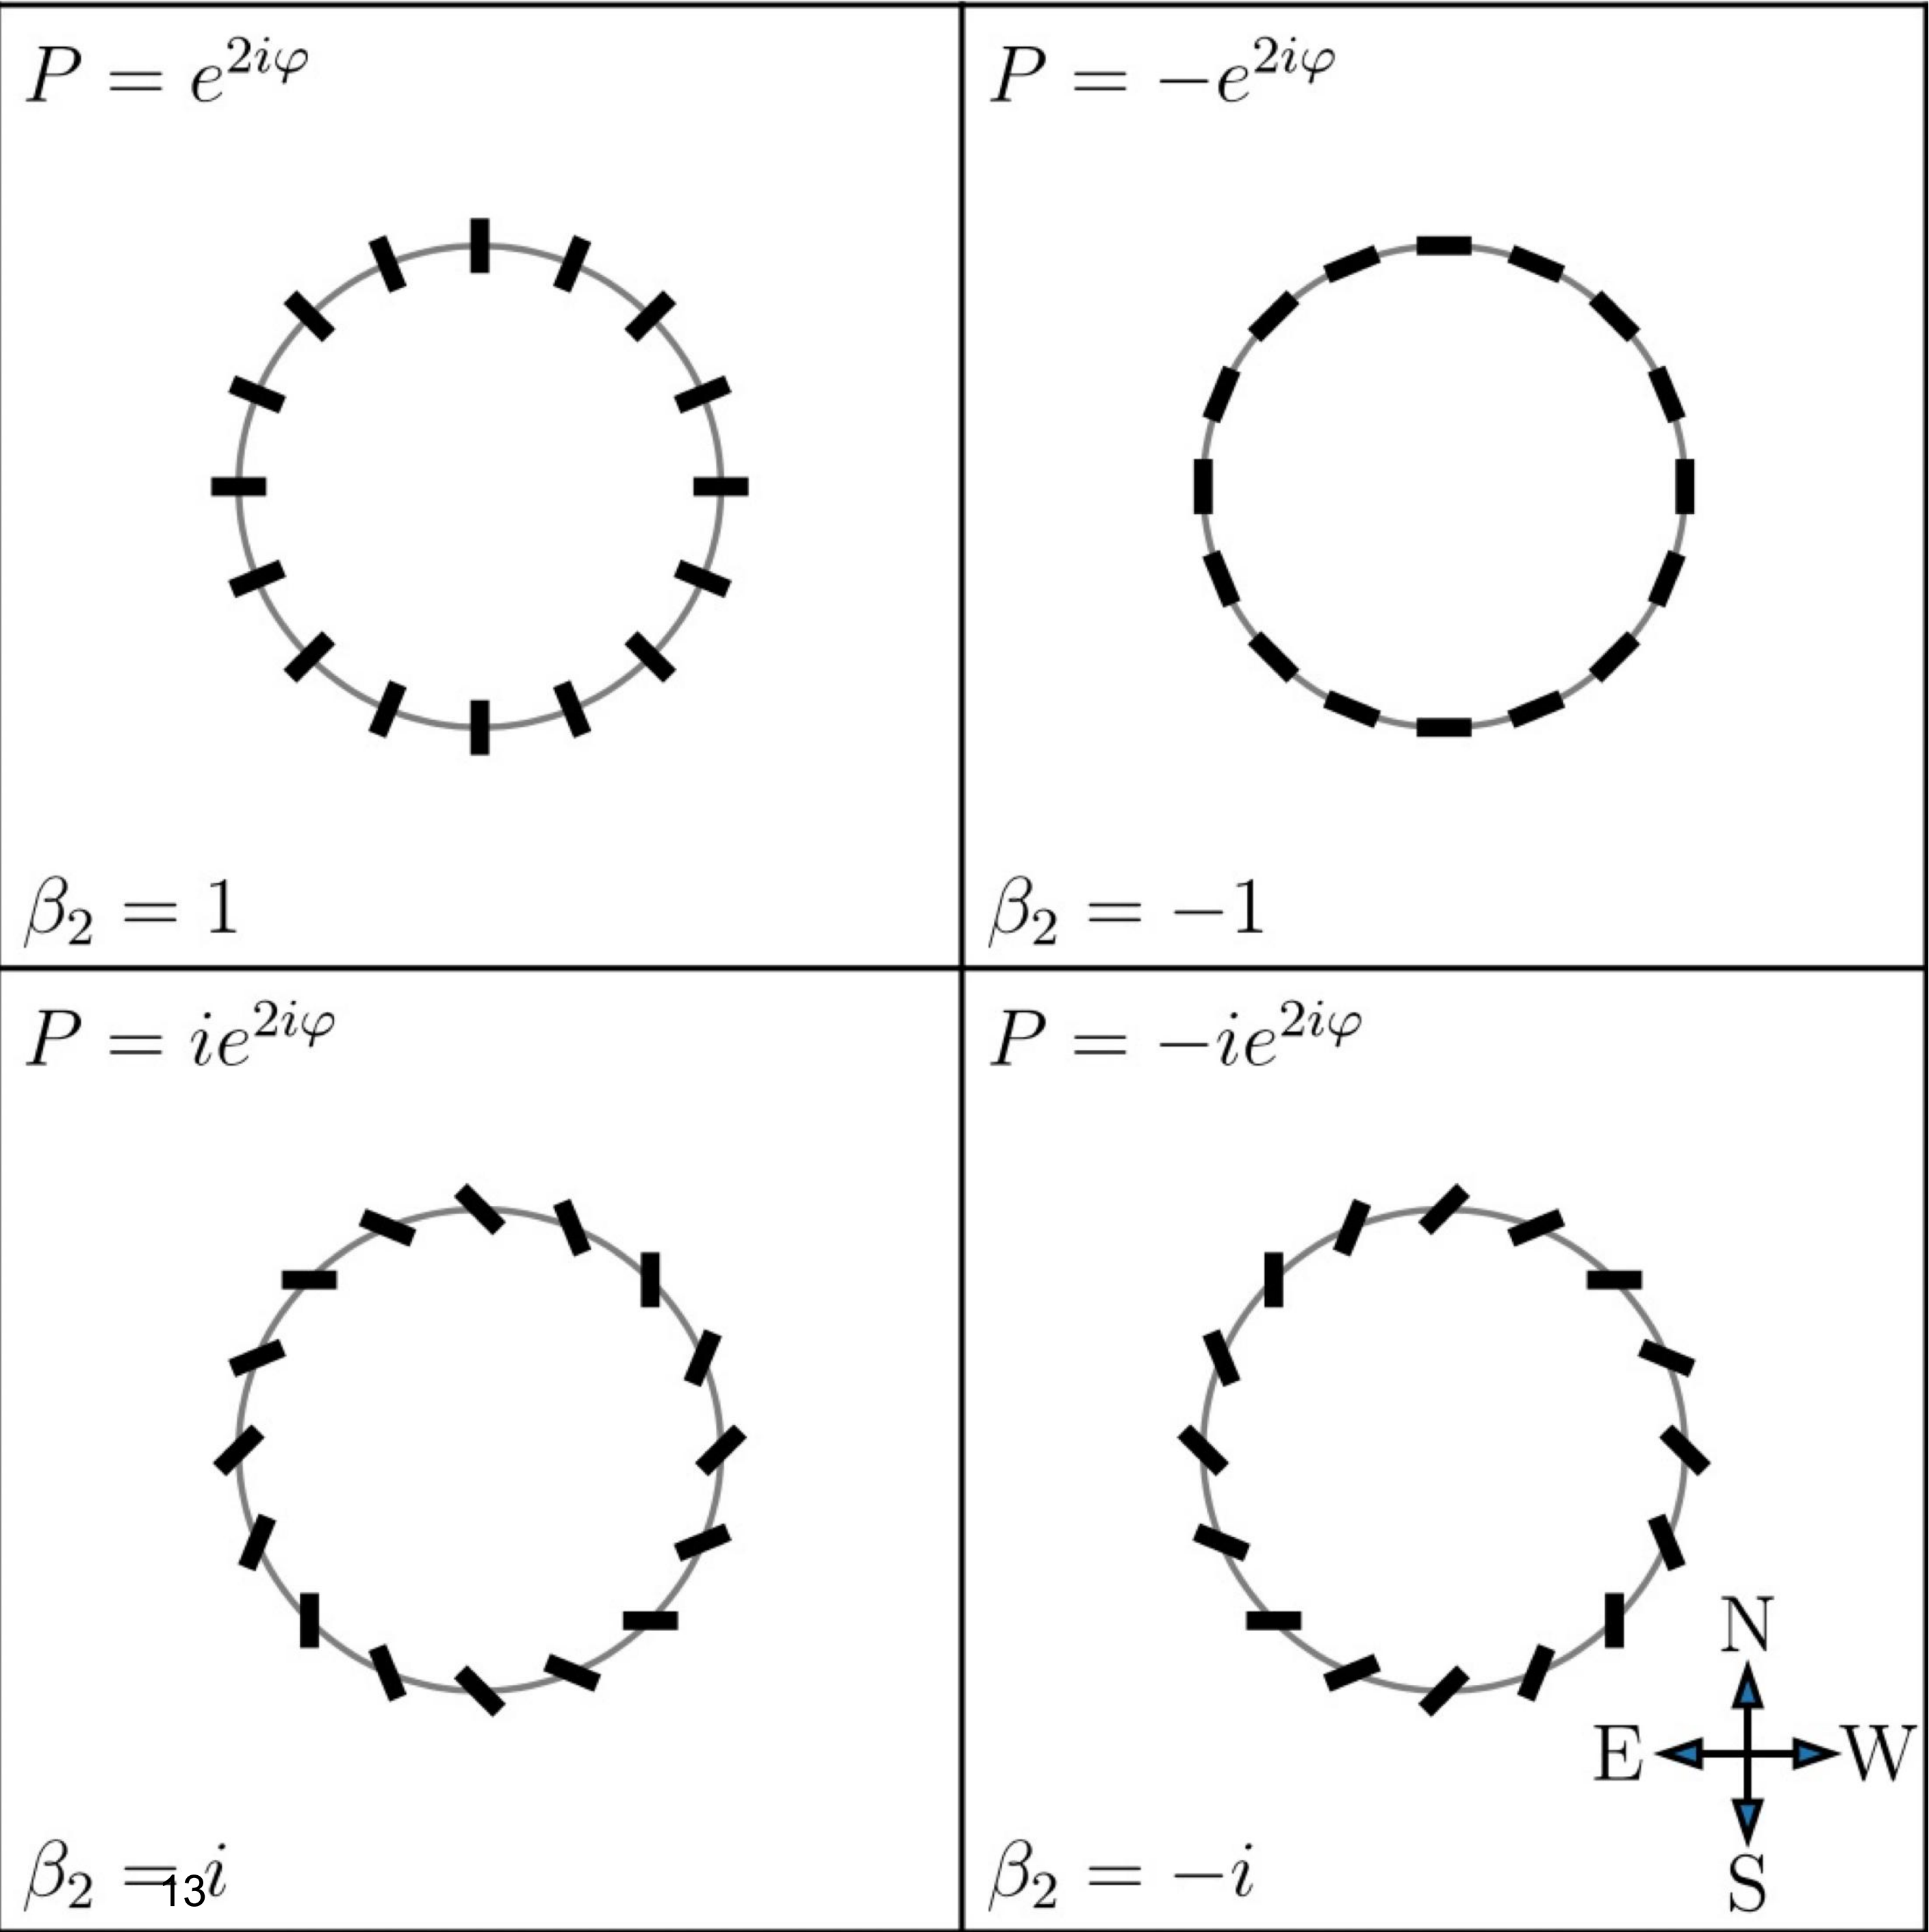 P = e^{2iφ}
P = −e^{2iφ}
β₂ = 1
β₂ = −1
P = ie^{2iφ}
P = −ie^{2iφ}
N
E W
S
β₂ = i
13
β₂ = −i